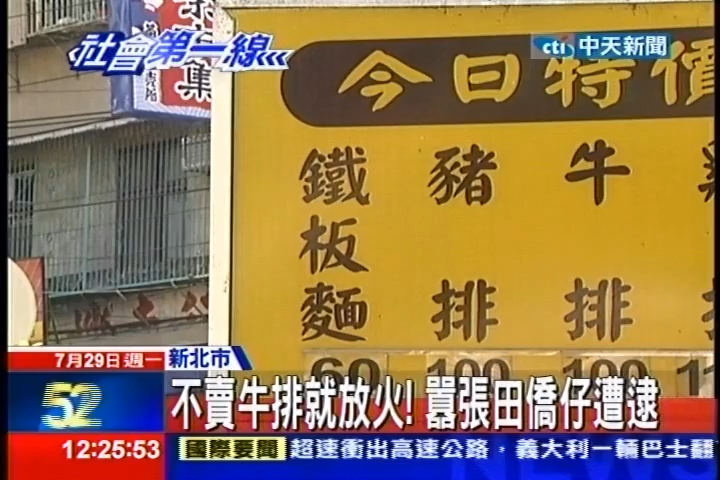 社會第一線
cti 中天新聞
今日特價
鐵板麵 豬排 牛排
60 100 100
7月29日週一 新北市
52
不賣牛排就放火! 囂張田僑仔遭逮
12:25:53
國際要聞 超速衝出高速公路，義大利一輛巴士翻
NEWS